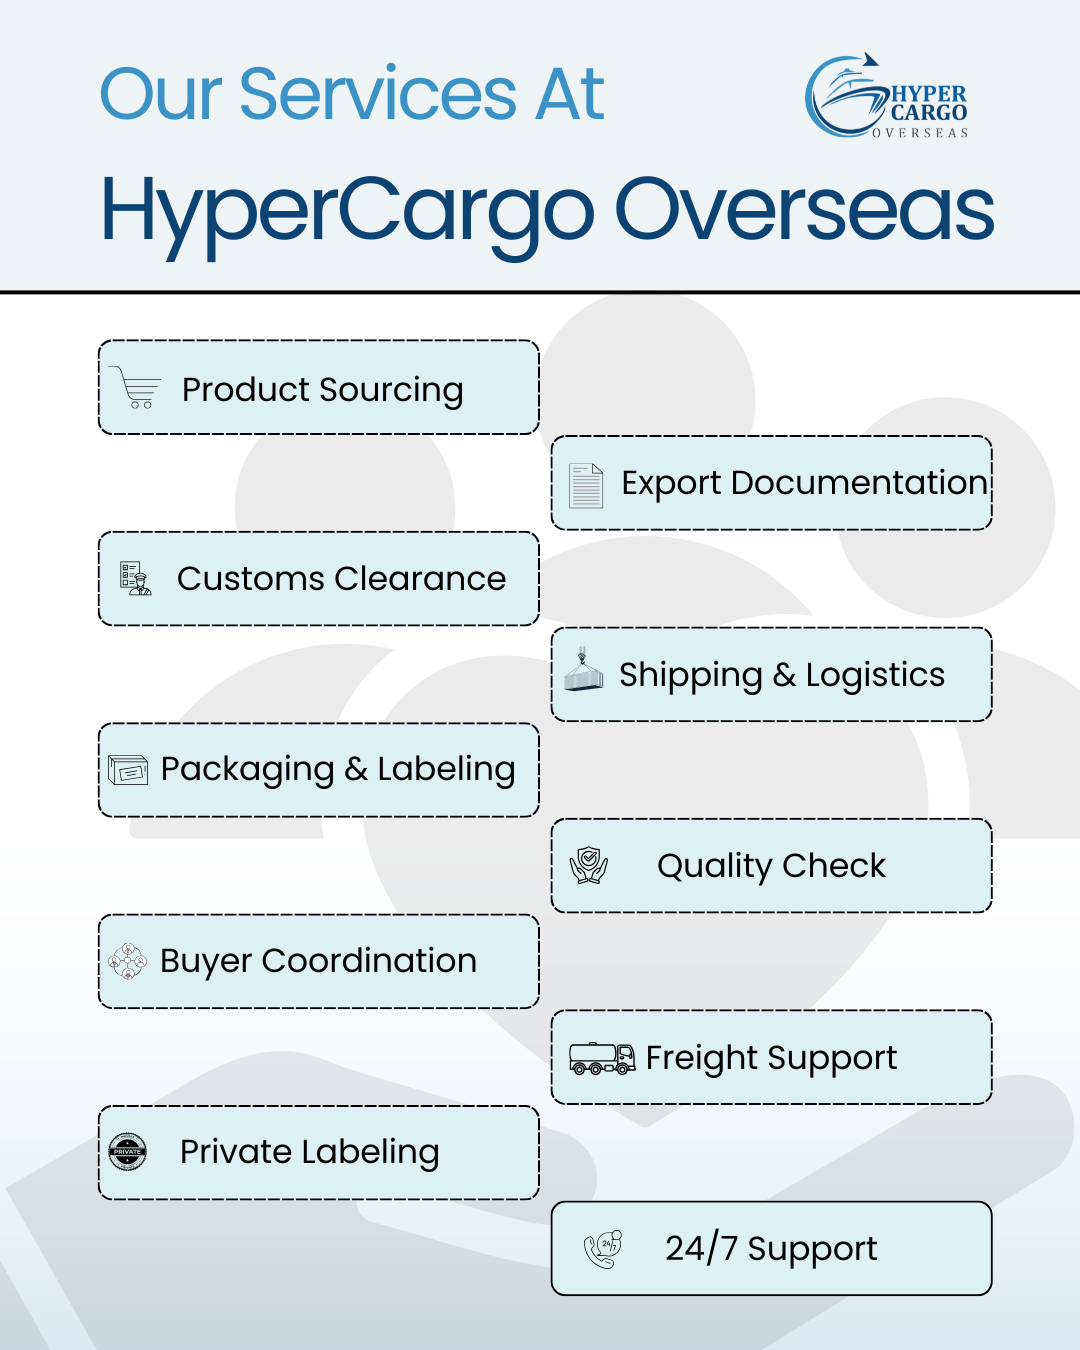 Our Services At
HYPER
CARGO
OVERSEAS
HyperCargo Overseas
Product Sourcing
Export Documentation
Customs Clearance
Shipping & Logistics
Packaging & Labeling
Quality Check
Buyer Coordination
Freight Support
PRIVATE
Private Labeling
24/7
24/7 Support